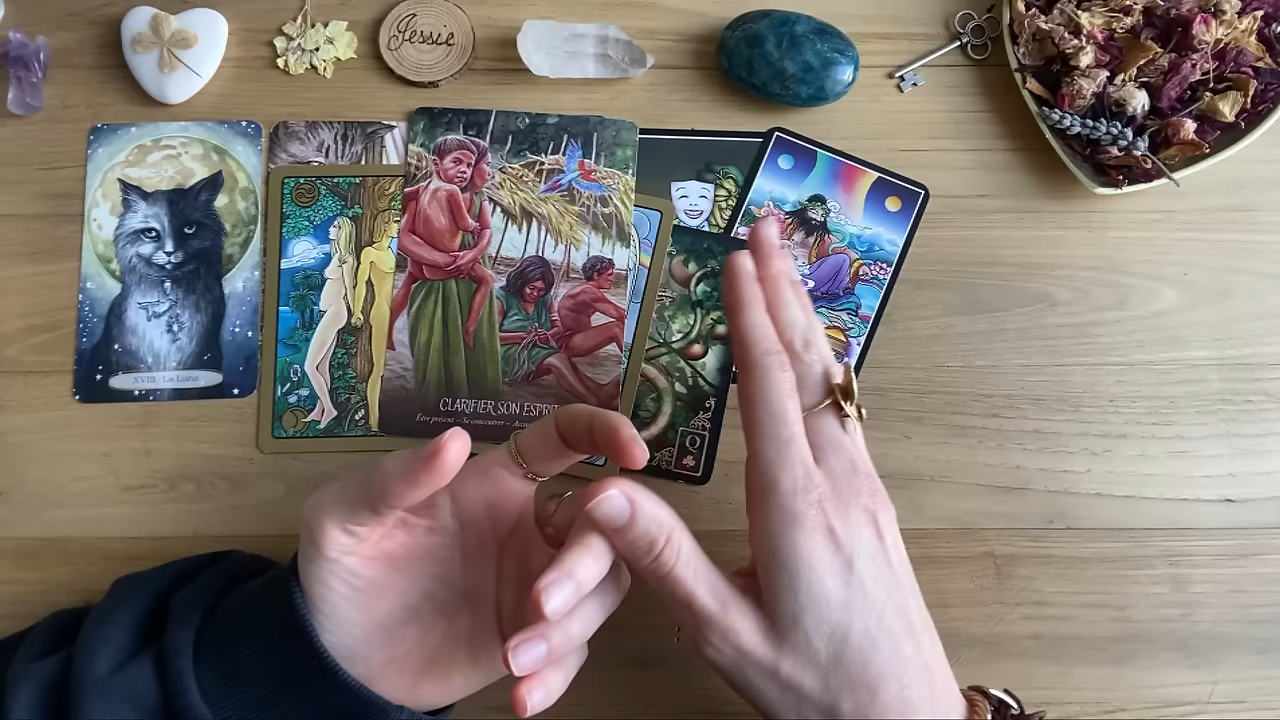 Jessie
XVIII - La Lune
CLARIFIER SON ESPRIT
Être présent – Se concentrer –
Q